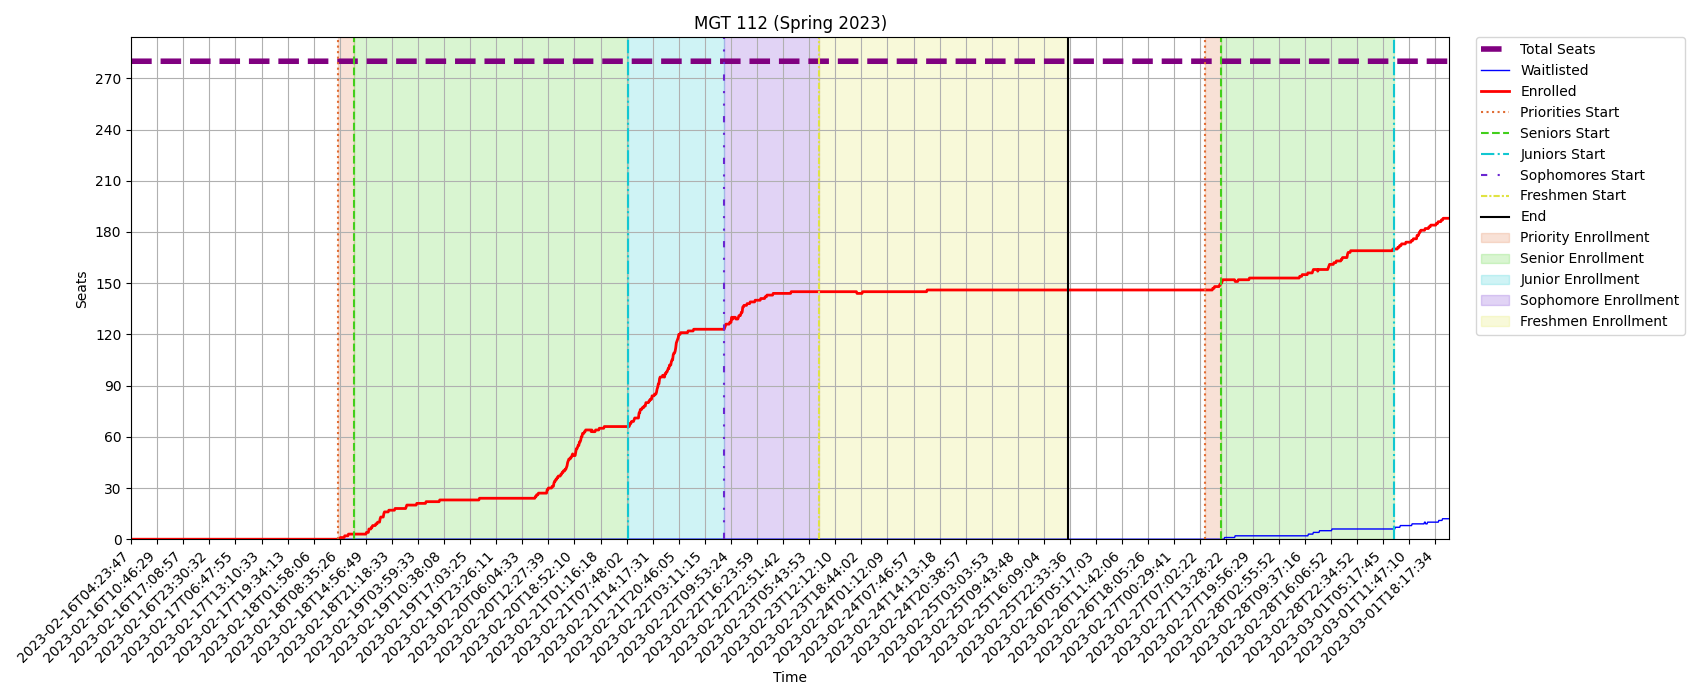 MGT 112 (Spring 2023)
Seats
270
240
210
180
150
120
90
60
30
0
2023-02-16T04:23:47
2023-02-16T10:46:29
2023-02-16T17:08:57
2023-02-16T23:30:32
2023-02-17T06:47:55
2023-02-17T13:10:33
2023-02-17T19:34:13
2023-02-18T01:58:06
2023-02-18T08:35:26
2023-02-18T14:56:49
2023-02-18T21:18:33
2023-02-19T03:59:33
2023-02-19T10:38:08
2023-02-19T17:03:25
2023-02-19T23:26:11
2023-02-20T06:04:33
2023-02-20T12:27:39
2023-02-20T18:52:10
2023-02-21T01:16:18
2023-02-21T07:48:02
2023-02-21T14:17:31
2023-02-21T20:46:05
2023-02-22T03:11:15
2023-02-22T09:53:24
2023-02-22T16:23:59
2023-02-22T22:51:42
2023-02-23T05:43:53
2023-02-23T12:12:10
2023-02-23T18:44:02
2023-02-24T01:12:09
2023-02-24T07:46:57
2023-02-24T14:13:18
2023-02-24T20:38:57
2023-02-25T03:03:53
2023-02-25T09:43:48
2023-02-25T16:09:04
2023-02-25T22:33:36
2023-02-26T05:17:03
2023-02-26T11:42:06
2023-02-26T18:05:26
2023-02-27T00:29:41
2023-02-27T07:02:22
2023-02-27T13:28:22
2023-02-27T19:56:29
2023-02-28T02:55:52
2023-02-28T09:37:16
2023-02-28T16:06:52
2023-02-28T22:34:52
2023-03-01T05:17:45
2023-03-01T11:47:10
2023-03-01T18:17:34
Time
Total Seats
Waitlisted
Enrolled
Priorities Start
Seniors Start
Juniors Start
Sophomores Start
Freshmen Start
End
Priority Enrollment
Senior Enrollment
Junior Enrollment
Sophomore Enrollment
Freshmen Enrollment